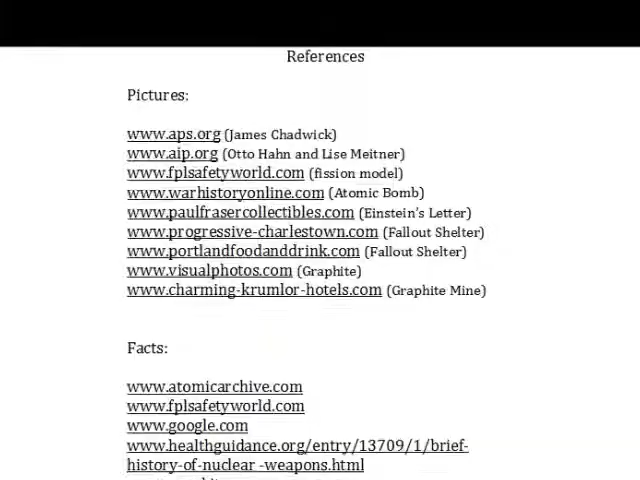 References
Pictures:
www.aps.org (James Chadwick)
www.aip.org (Otto Hahn and Lise Meitner)
www.fplsafetyworld.com (fission model)
www.warhistoryonline.com (Atomic Bomb)
www.paulfrasercollectibles.com (Einstein's Letter)
www.progressive-charlestown.com (Fallout Shelter)
www.portlandfoodanddrink.com (Fallout Shelter)
www.visualphotos.com (Graphite)
www.charming-krumlor-hotels.com (Graphite Mine)
Facts:
www.atomicarchive.com
www.fplsafetyworld.com
www.google.com
www.healthguidance.org/entry/13709/1/brief-
history-of-nuclear -weapons.html